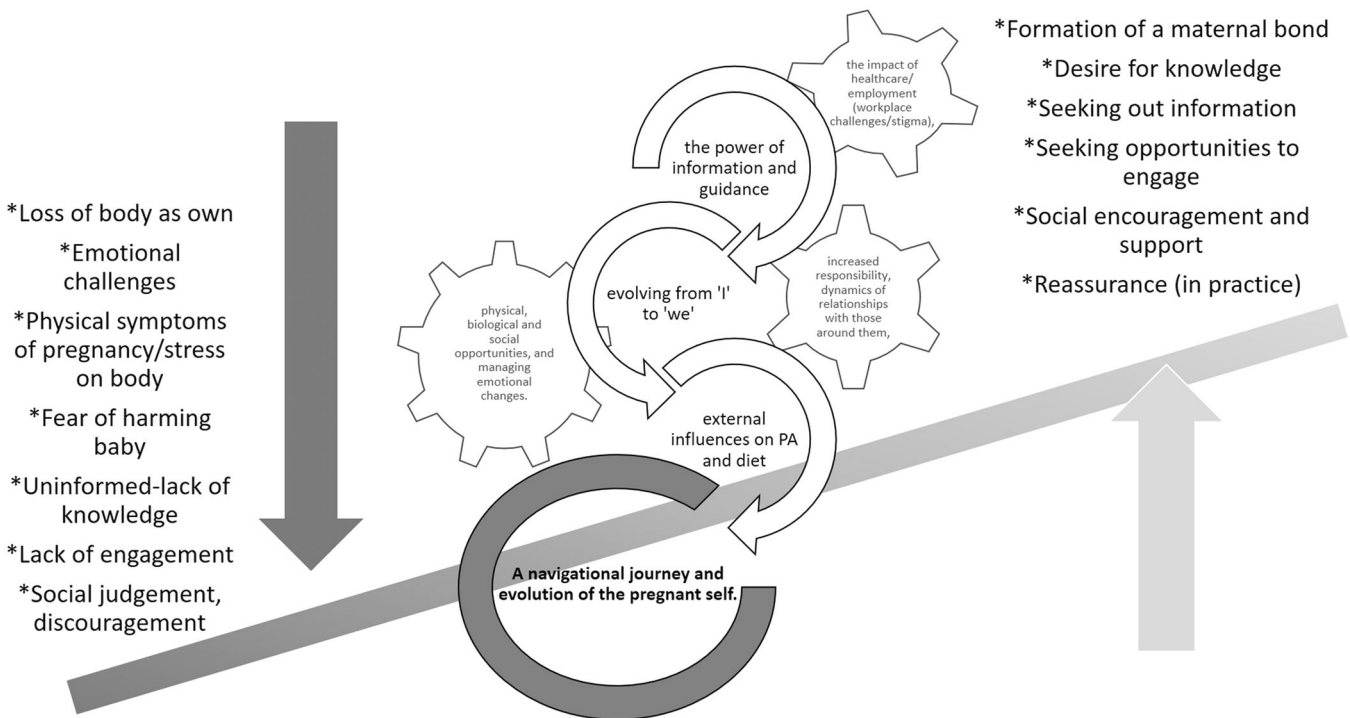 *Loss of body as own
*Emotional
challenges
*Physical symptoms
of pregnancy/stress
on body
*Fear of harming
baby
*Uninformed-lack of
knowledge
*Lack of engagement
*Social judgement,
discouragement
physical,
biological and
social
opportunities, and
managing
emotional
changes.
the impact of
healthcare/
employment
(workplace
challenges/stigma),
the power of
information and
guidance
evolving from 'I'
to 'we'
increased
responsibility,
dynamics of
relationships
with those
around them,
external
influences on PA
and diet
A navigational journey and
evolution of the pregnant self.
*Formation of a maternal bond
*Desire for knowledge
*Seeking out information
*Seeking opportunities to
engage
*Social encouragement and
support
*Reassurance (in practice)